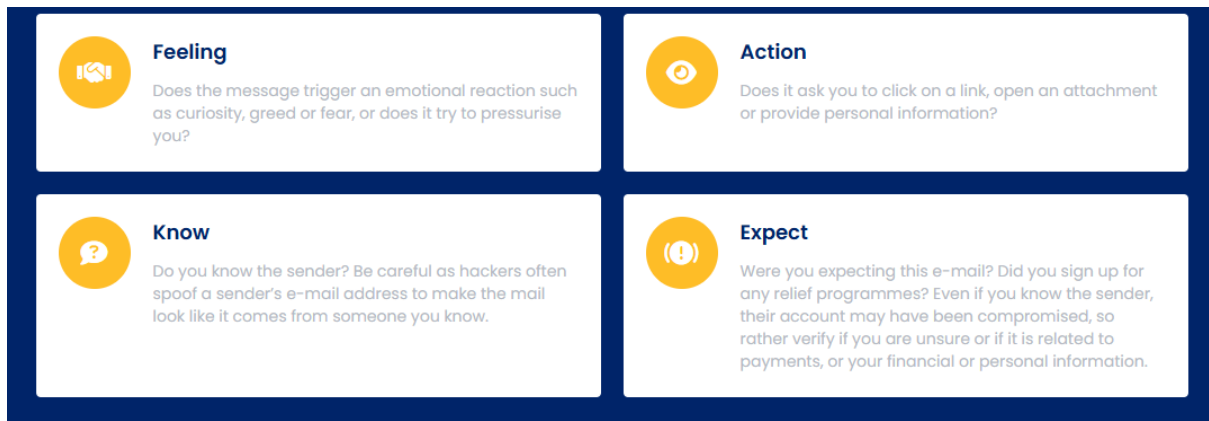 Feeling
Does the message trigger an emotional reaction such
as curiosity, greed or fear, or does it try to pressurise
you?
Action
Does it ask you to click on a link, open an attachment
or provide personal information?
Know
Do you know the sender? Be careful as hackers often
spoof a sender's e-mail address to make the mail
look like it comes from someone you know.
Expect
Were you expecting this e-mail? Did you sign up for
any relief programmes? Even if you know the sender,
their account may have been compromised, so
rather verify if you are unsure or if it is related to
payments, or your financial or personal information.